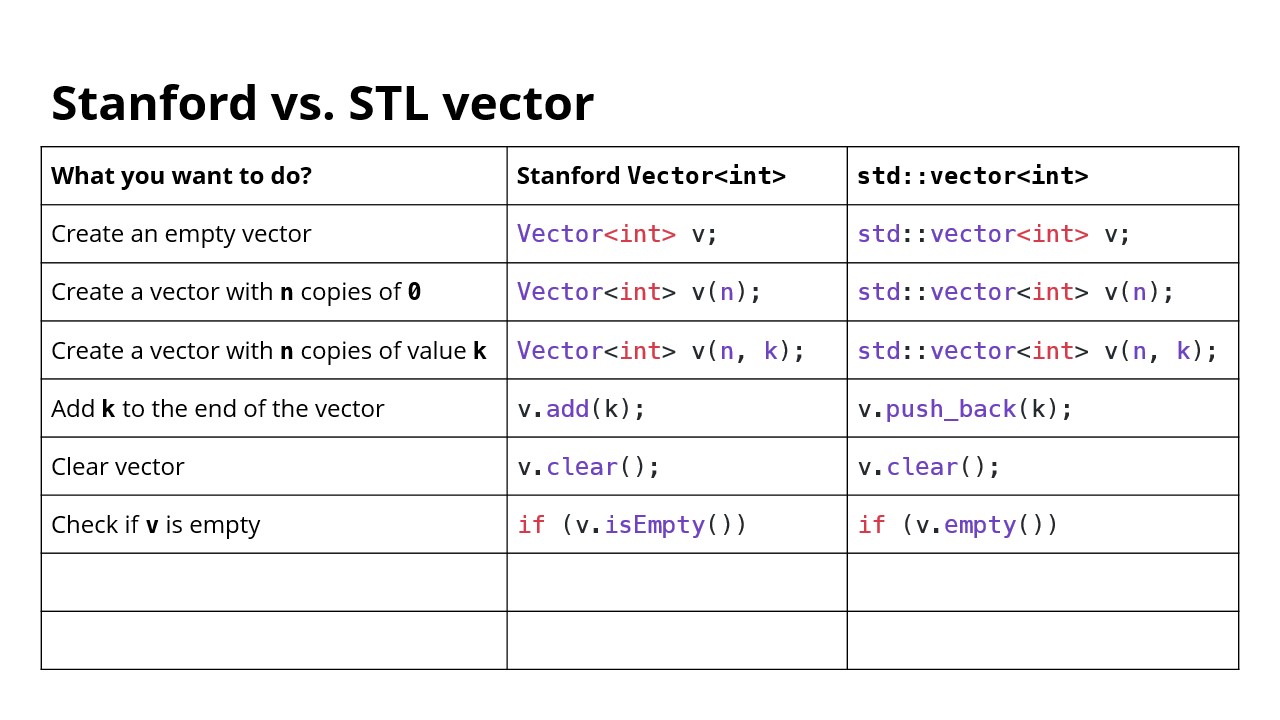 Stanford vs. STL vector
What you want to do? Stanford Vector<int> std::vector<int>
Create an empty vector Vector<int> v; std::vector<int> v;
Create a vector with n copies of 0 Vector<int> v(n); std::vector<int> v(n);
Create a vector with n copies of value k Vector<int> v(n, k); std::vector<int> v(n, k);
Add k to the end of the vector v.add(k); v.push_back(k);
Clear vector v.clear(); v.clear();
Check if v is empty if (v.isEmpty()) if (v.empty())